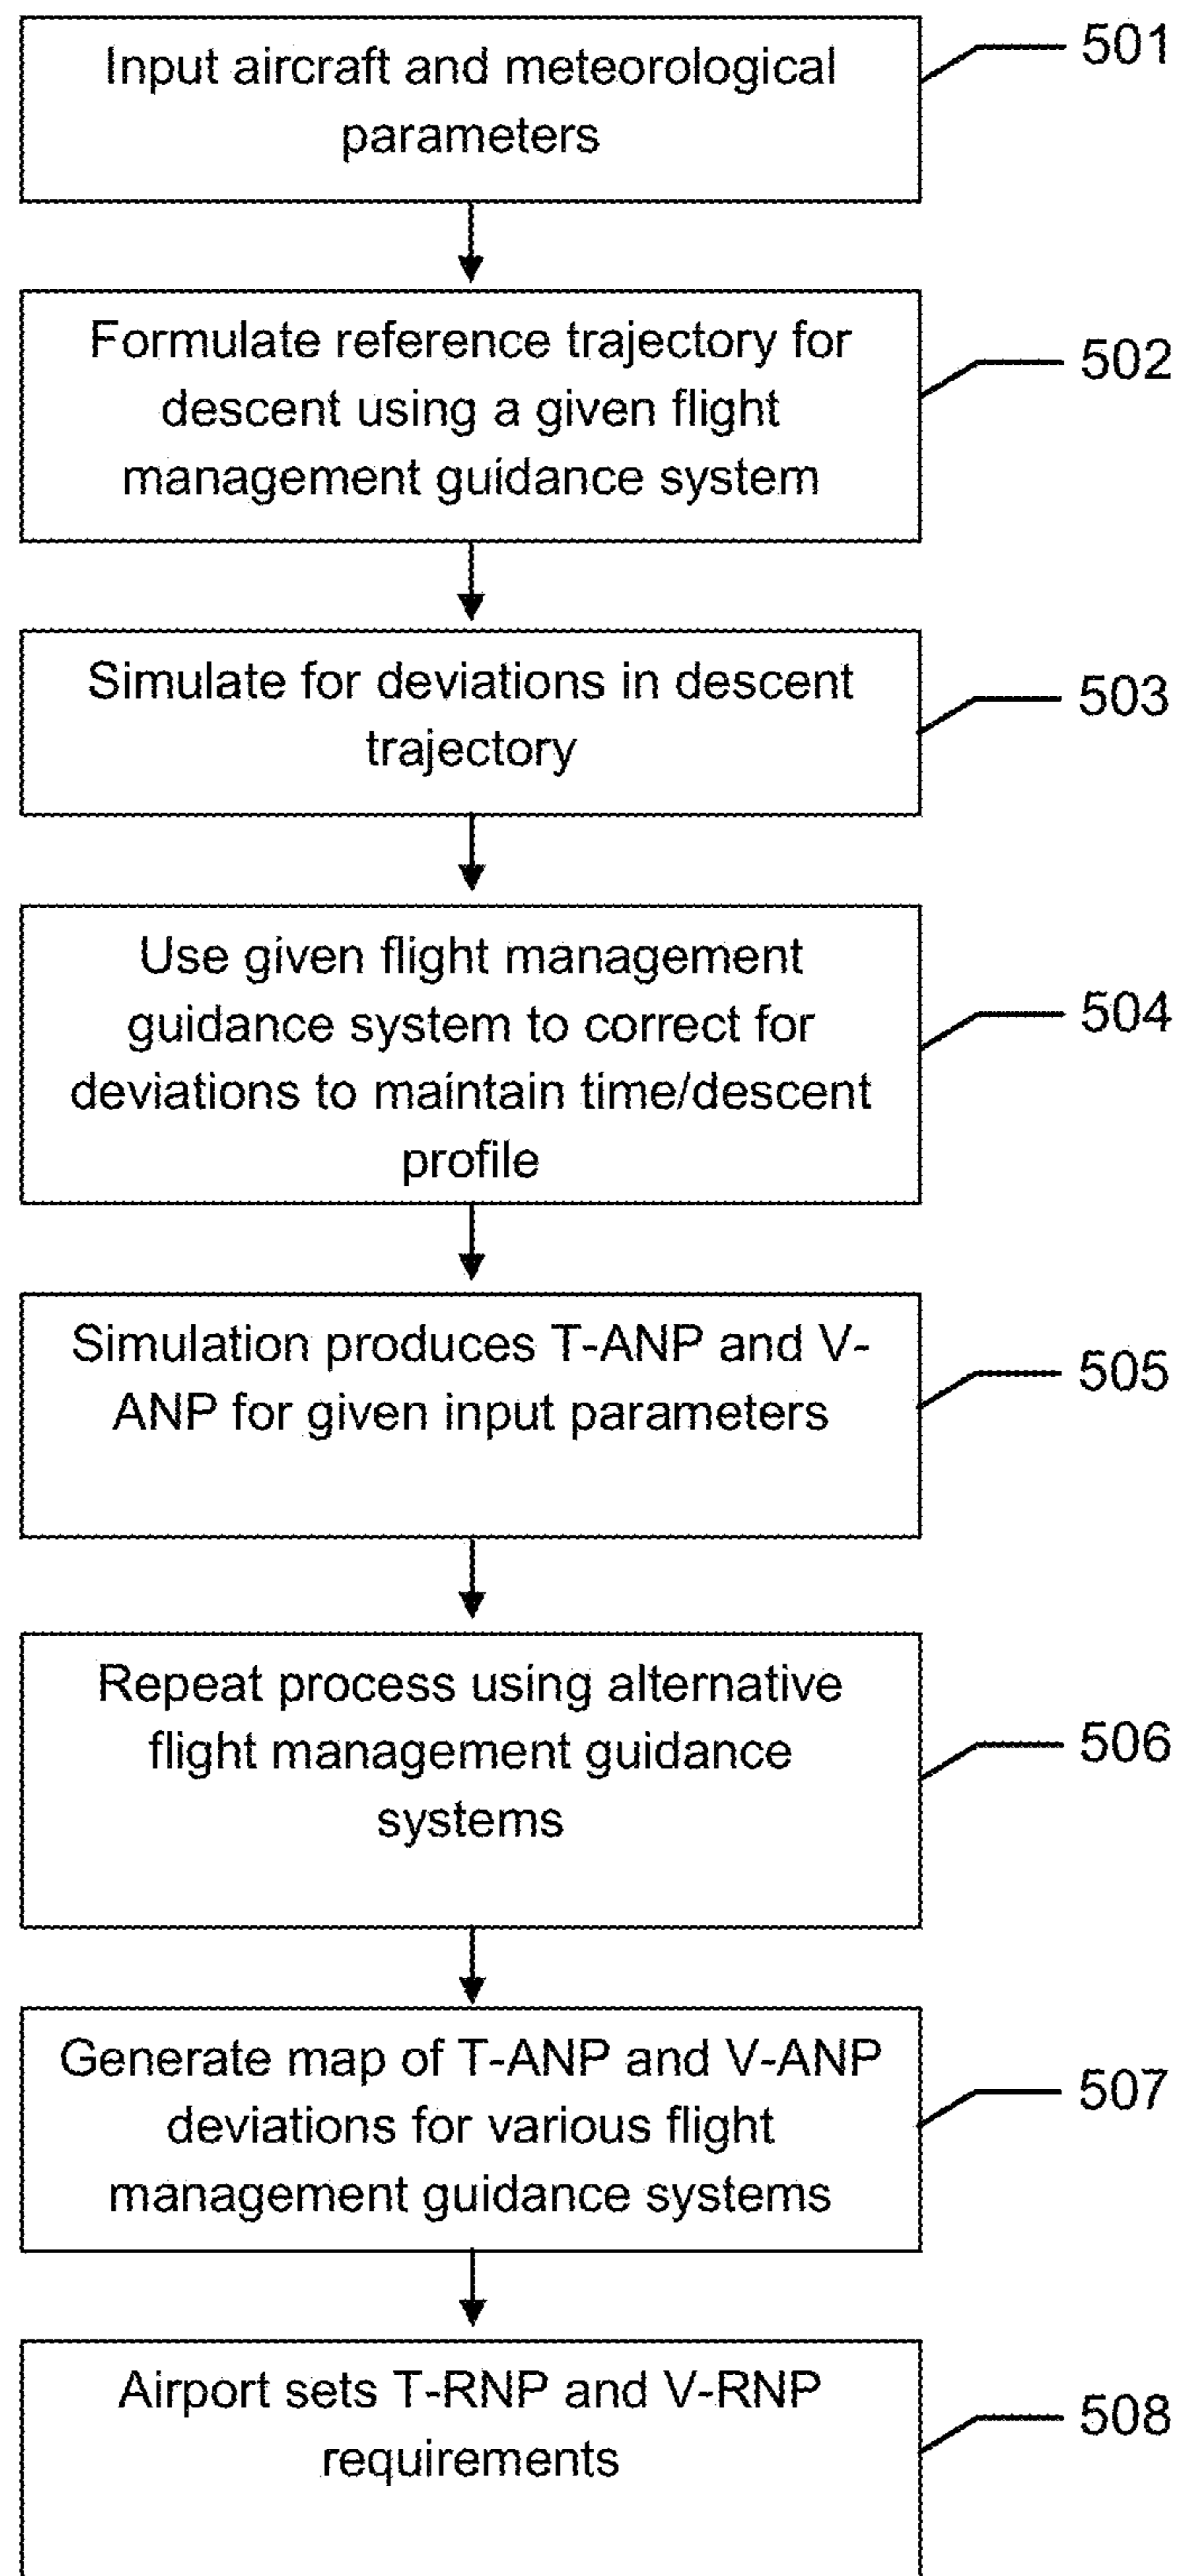 Input aircraft and meteorological
parameters
501
Formulate reference trajectory for
descent using a given flight
management guidance system
502
Simulate for deviations in descent
trajectory
503
Use given flight management
guidance system to correct for
deviations to maintain time/descent
profile
504
Simulation produces T-ANP and V-
ANP for given input parameters
505
Repeat process using alternative
flight management guidance
systems
506
Generate map of T-ANP and V-ANP
deviations for various flight
management guidance systems
507
Airport sets T-RNP and V-RNP
requirements
508